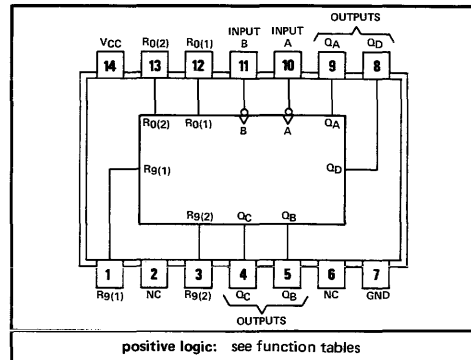 OUTPUTS
INPUT INPUT
VCC R0(2) R0(1) B A QA QD
14 13 12 11 10 9 8
R0(2) R0(1) B A QA
R9(1) QD
R9(2) QC QB
1 2 3 4 5 6 7
R9(1) NC R9(2) QC QB NC GND
OUTPUTS
positive logic: see function tables